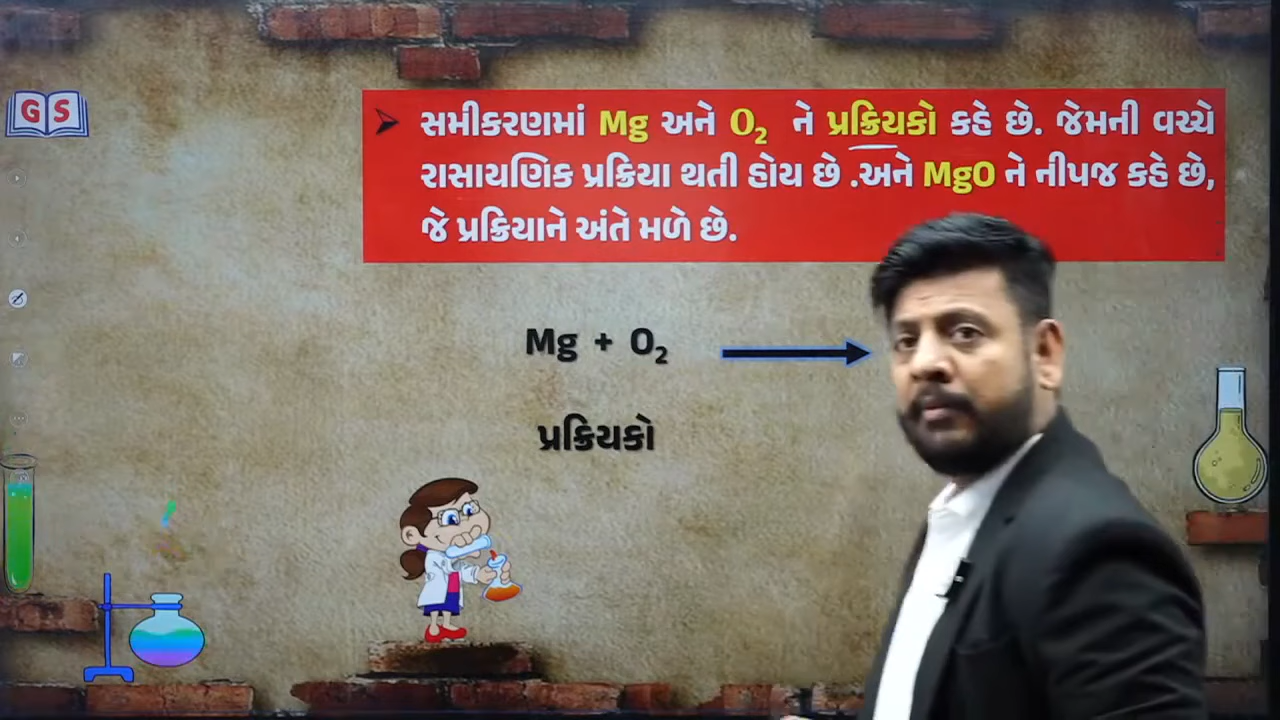 GS
➤ સમીકરણમાં Mg અને O₂ ને પ્રક્રિયકો કહે છે. જેમની વચ્ચે
રાસાયણિક પ્રક્રિયા થતી હોય છે .અને MgO ને નીપજ કહે છે,
જે પ્રક્રિયાને અંતે મળે છે.
Mg + O₂
પ્રક્રિયકો